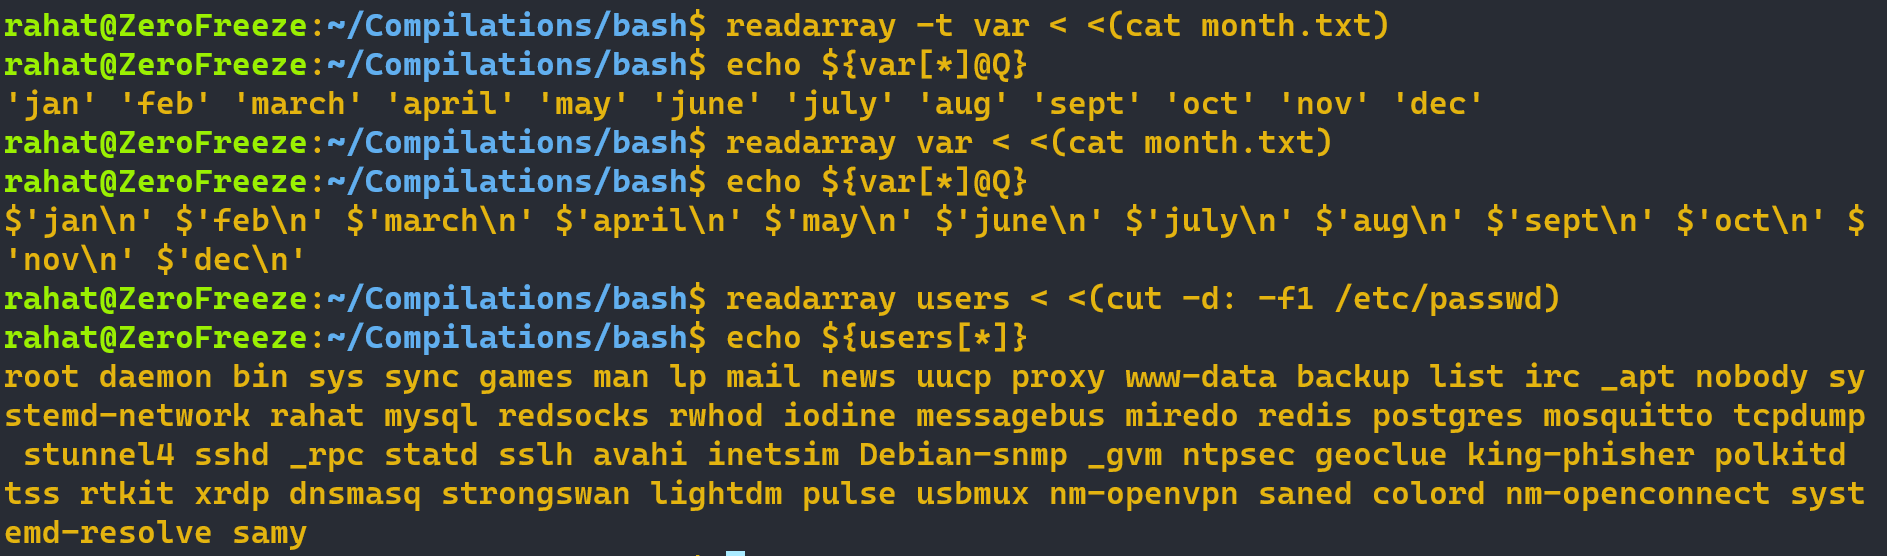 rahat@ZeroFreeze:~/Compilations/bash$ readarray -t var < <(cat month.txt)
rahat@ZeroFreeze:~/Compilations/bash$ echo ${var[*]@Q}
'jan' 'feb' 'march' 'april' 'may' 'june' 'july' 'aug' 'sept' 'oct' 'nov' 'dec'
rahat@ZeroFreeze:~/Compilations/bash$ readarray var < <(cat month.txt)
rahat@ZeroFreeze:~/Compilations/bash$ echo ${var[*]@Q}
$'jan\n' $'feb\n' $'march\n' $'april\n' $'may\n' $'june\n' $'july\n' $'aug\n' $'sept\n' $'oct\n' $
'nov\n' $'dec\n'
rahat@ZeroFreeze:~/Compilations/bash$ readarray users < <(cut -d: -f1 /etc/passwd)
rahat@ZeroFreeze:~/Compilations/bash$ echo ${users[*]}
root daemon bin sys sync games man lp mail news uucp proxy www-data backup list irc _apt nobody sy
stemd-network rahat mysql redsocks rwhod iodine messagebus miredo redis postgres mosquitto tcpdump
 stunnel4 sshd _rpc statd sslh avahi inetsim Debian-snmp _gvm ntpsec geoclue king-phisher polkitd
tss rtkit xrdp dnsmasq strongswan lightdm pulse usbmux nm-openvpn saned colord nm-openconnect syst
emd-resolve samy